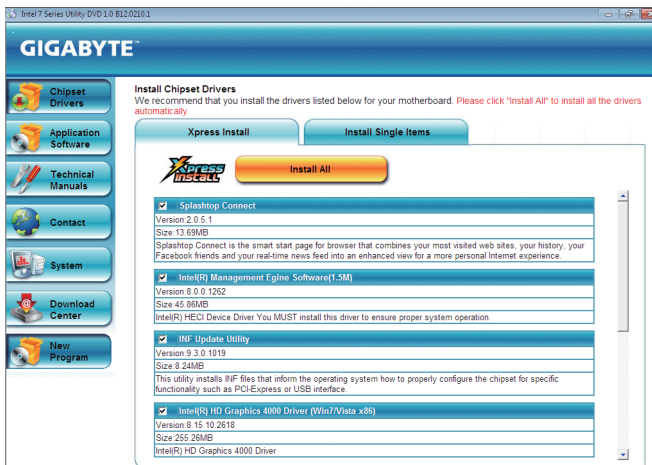 Intel 7 Series Utility DVD 1.0 B12.0210.1
GIGABYTE™
Chipset
Drivers
Application
Software
Technical
Manuals
Contact
System
Download
Center
New
Program
Install Chipset Drivers
We recommend that you install the drivers listed below for your motherboard. Please click "Install All" to install all the drivers
automatically.
Xpress Install
Install Single Items
Xpress
INSTALL
Install All
Splashtop Connect
Version:2.0.5.1
Size:13.69MB
Splashtop Connect is the smart start page for browser that combines your most visited web sites, your history, your
Facebook friends and your real-time news feed into an enhanced view for a more personal Internet experience.
Intel(R) Management Egine Software(1.5M)
Version:8.0.0.1262
Size:45.86MB
Intel(R) HECI Device Driver You MUST install this driver to ensure proper system operation.
INF Update Utility
Version:9.3.0.1019
Size:8.24MB
This utility installs INF files that inform the operating system how to properly configure the chipset for specific
functionality such as PCI-Express or USB interface.
Intel(R) HD Graphics 4000 Driver (Win7/Vista x86)
Version:8.15.10.2618
Size:255.26MB
Intel(R) HD Graphics 4000 Driver